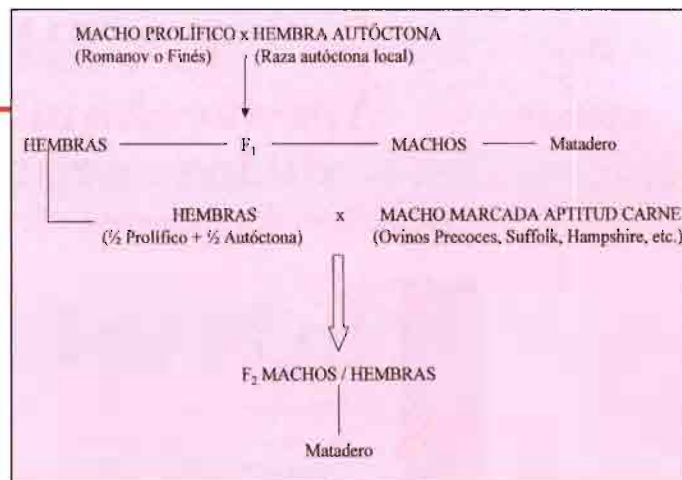 MACHO PROLÍFICO x HEMBRA AUTÓCTONA
(Romanov o Finés) (Raza autóctona local)
HEMBRAS F₁ MACHOS Matadero
HEMBRAS x MACHO MARCADA APTITUD CARNE
(½ Prolífico + ½ Autóctona) (Ovinos Precoces, Suffolk, Hampshire, etc.)
F₂ MACHOS / HEMBRAS
Matadero